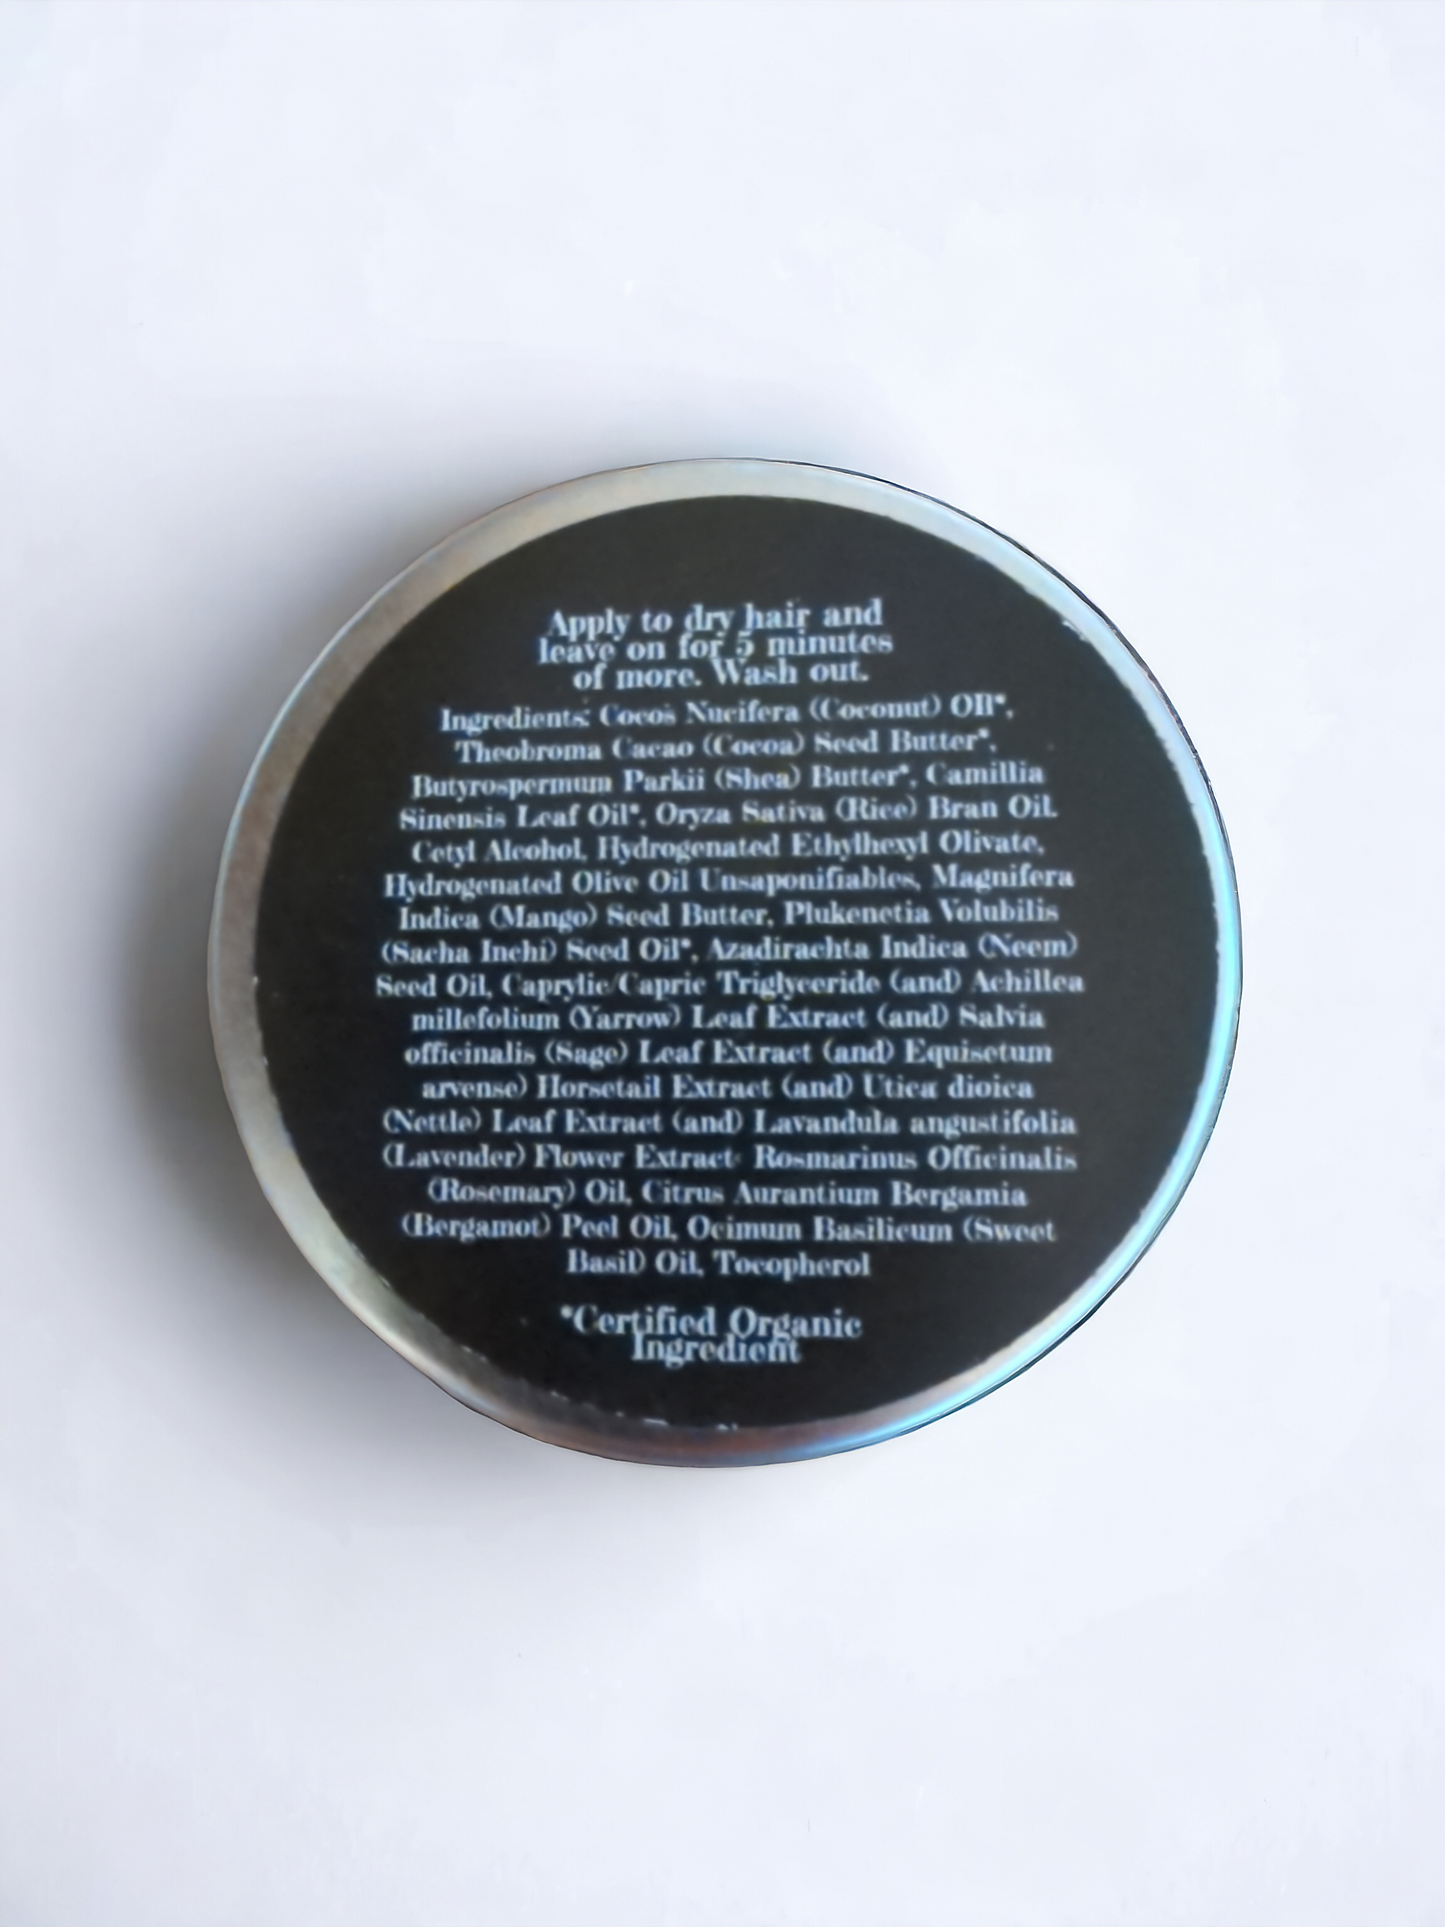 Apply to dry hair and
leave on for 5 minutes
of more. Wash out.
Ingredients: Cocos Nucifera (Coconut) OIl*,
Theobroma Cacao (Cocoa) Seed Butter*,
Butyrospermum Parkii (Shea) Butter*, Camillia
Sinensis Leaf Oil*, Oryza Sativa (Rice) Bran Oil.
Cetyl Alcohol, Hydrogenated Ethylhexyl Olivate,
Hydrogenated Olive Oil Unsaponifiables, Magnifera
Indica (Mango) Seed Butter, Plukenetia Volubilis
(Sacha Inchi) Seed Oil*, Azadirachta Indica (Neem)
Seed Oil, Caprylic/Capric Triglyceride (and) Achillea
millefolium (Yarrow) Leaf Extract (and) Salvia
officinalis (Sage) Leaf Extract (and) Equisetum
arvense) Horsetail Extract (and) Utica dioica
(Nettle) Leaf Extract (and) Lavandula angustifolia
(Lavender) Flower Extract· Rosmarinus Officinalis
(Rosemary) Oil, Citrus Aurantium Bergamia
(Bergamot) Peel Oil, Ocimum Basilicum (Sweet
Basil) Oil, Tocopherol
*Certified Organic
Ingredient